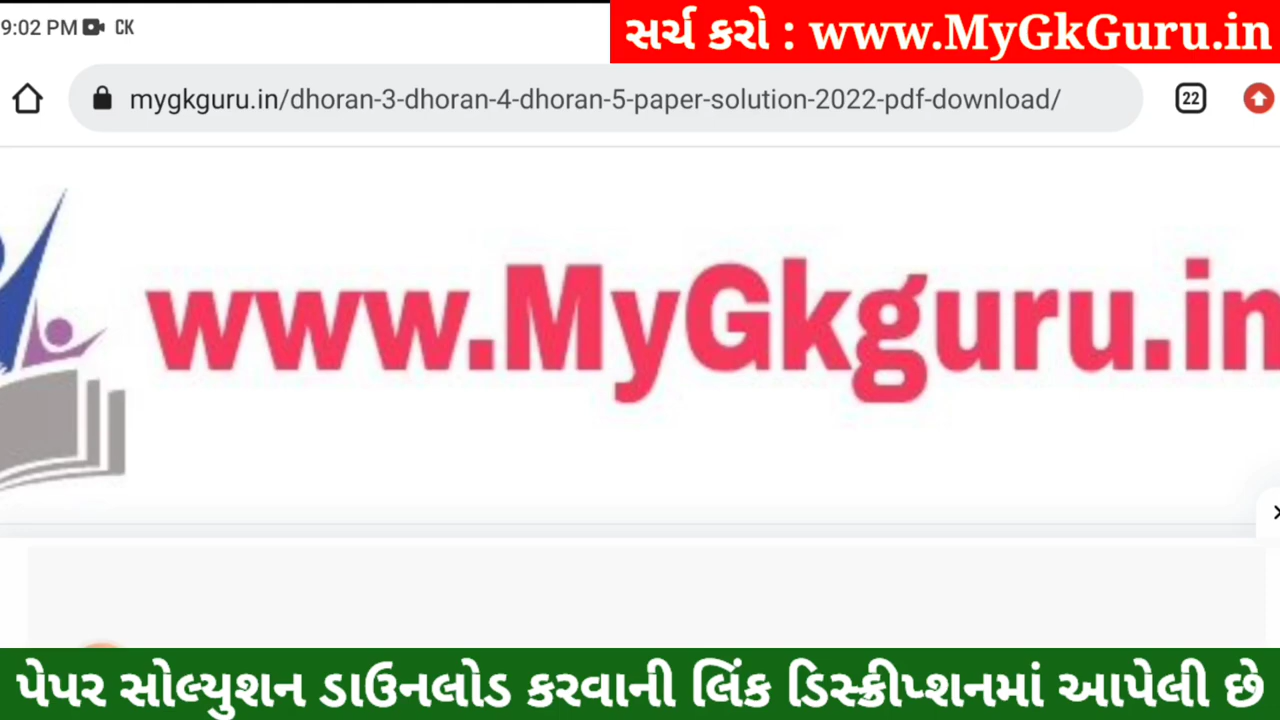 9:02 PM CK
સર્ચ કરો : www.MyGkGuru.in
mygkguru.in/dhoran-3-dhoran-4-dhoran-5-paper-solution-2022-pdf-download/
22
www.MyGkguru.in
પેપર સોલ્યુશન ડાઉનલોડ કરવાની લિંક ડિસ્ક્રીપ્શનમાં આપેલી છે